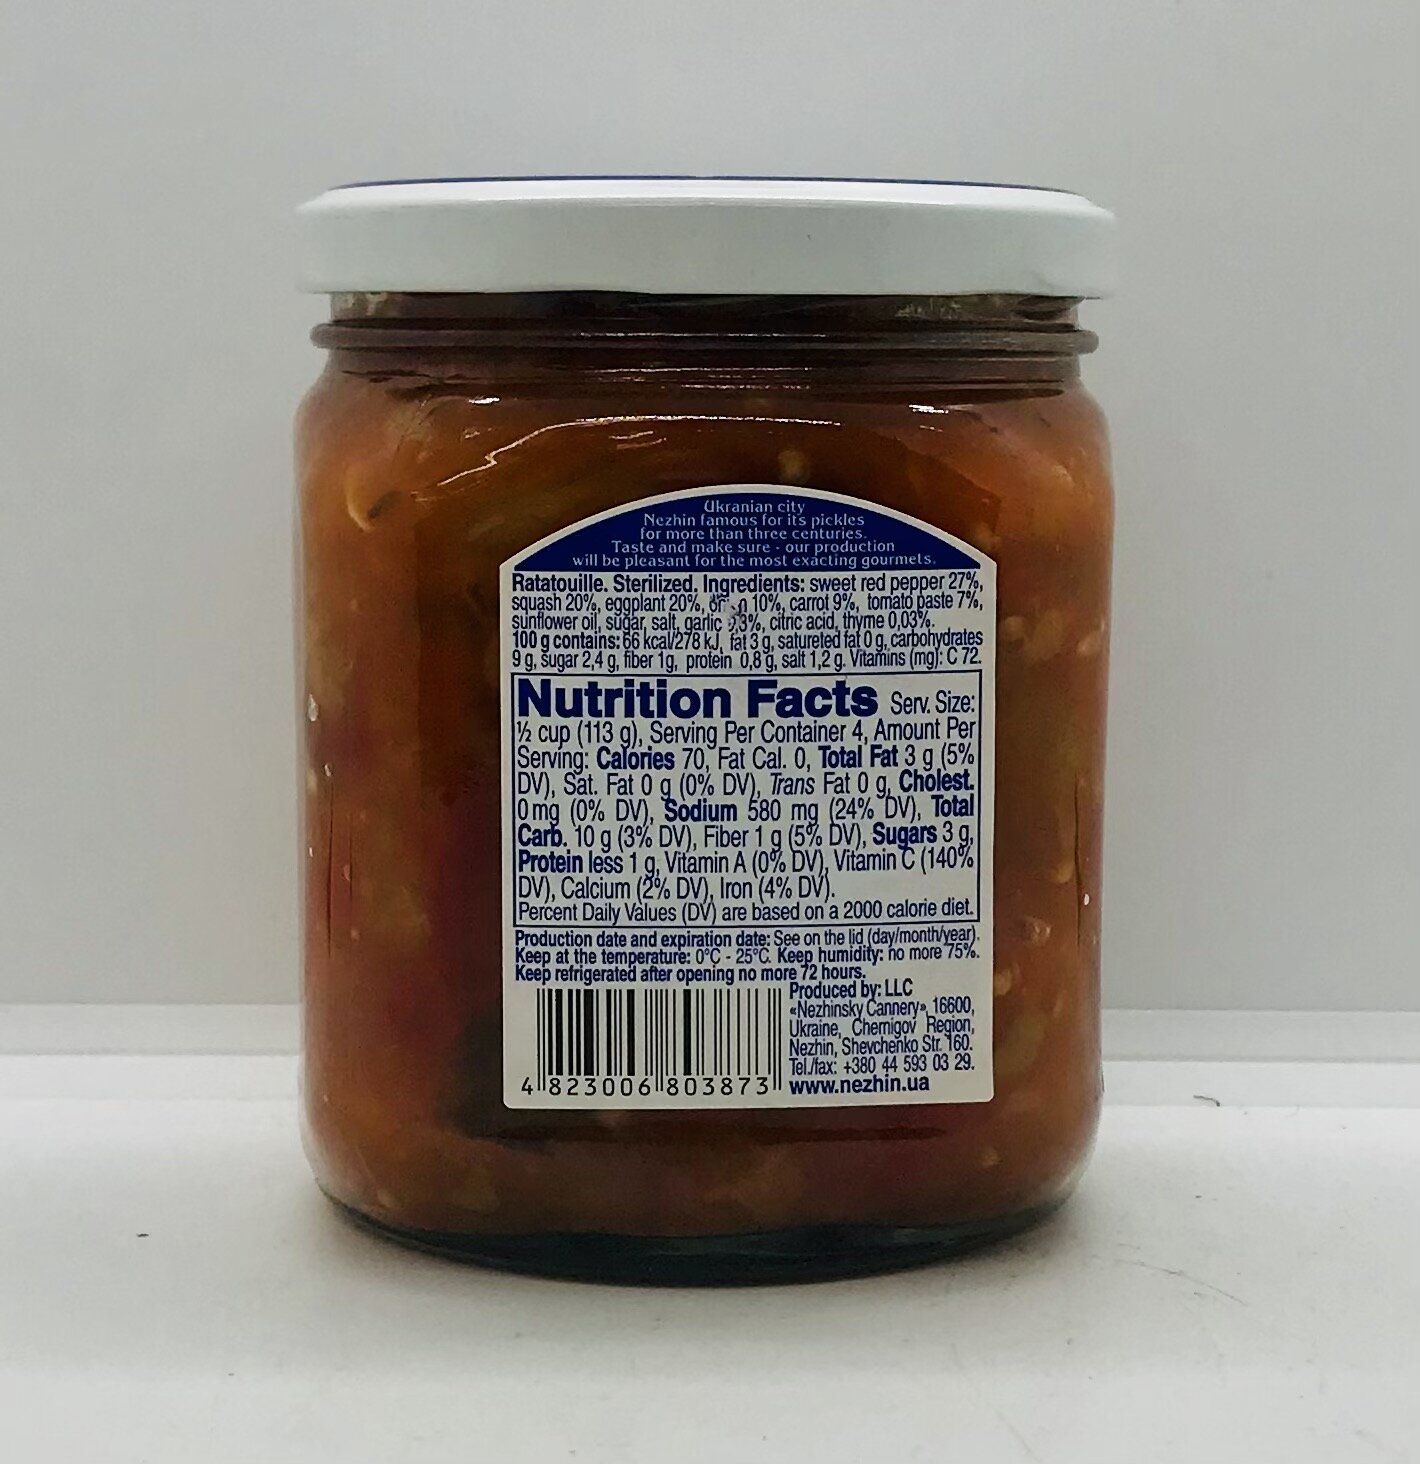 Ukranian city
Nezhin famous for its pickles
for more than three centuries.
Taste and make sure - our production
will be pleasant for the most exacting gourmets.
Ratatouille. Sterilized. Ingredients: sweet red pepper 27%,
squash 20%, eggplant 20%, 10%, carrot 9%, tomato paste 7%,
sunflower oil, sugar, salt, garlic citric acid, thyme 0,03%.
100 g contains: 66 kcal/278 kJ, fat 3 g, satureted fat 0 g, carbohydrates
9 g, sugar 2,4 g, fiber 1g, protein 0,8 g, salt 1,2 g. Vitamins (mg): C 72.
Nutrition Facts Serv. Size:
½ cup (113 g), Serving Per Container 4, Amount Per
Serving: Calories 70, Fat Cal. 0, Total Fat 3 g (5%
DV), Sat. Fat 0 g (0% DV), Trans Fat 0 g, Cholest.
0 mg (0% DV), Sodium 580 mg (24% DV), Total
Carb. 10 g (3% DV), Fiber 1 g (5% DV), Sugars 3 g,
Protein less 1 g, Vitamin A (0% DV), Vitamin C (140%
DV), Calcium (2% DV), Iron (4% DV).
Percent Daily Values (DV) are based on a 2000 calorie diet.
Production date and expiration date: See on the lid (day/month/year).
Keep at the temperature: 0°C - 25°C. Keep humidity: no more 75%.
Keep refrigerated after opening no more 72 hours.
Produced by: LLC
«Nezhinsky Cannery», 16600,
Ukraine, Chernigov Region,
Nezhin, Shevchenko Str. 160.
Tel./fax: +380 44 593 03 29.
www.nezhin.ua
4 823006 803873